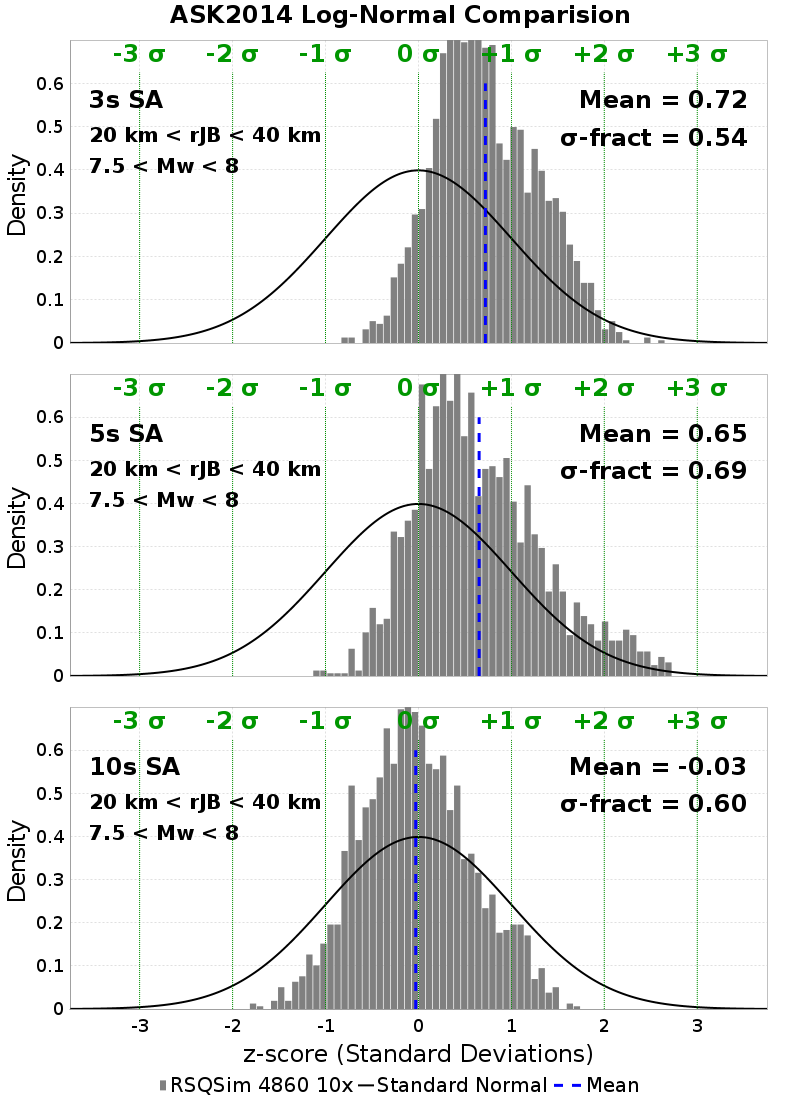 ASK2014 Log-Normal Comparision
-3 σ -2 σ -1 σ 0 σ +1 σ +2 σ +3 σ
3s SA
20 km < rJB < 40 km
7.5 < Mw < 8
Mean = 0.72
σ-fract = 0.54
0.6
0.5
0.4
0.3
0.2
0.1
0
Density
-3 σ -2 σ -1 σ 0 σ +1 σ +2 σ +3 σ
5s SA
20 km < rJB < 40 km
7.5 < Mw < 8
Mean = 0.65
σ-fract = 0.69
0.6
0.5
0.4
0.3
0.2
0.1
0
Density
-3 σ -2 σ -1 σ 0 σ +1 σ +2 σ +3 σ
10s SA
20 km < rJB < 40 km
7.5 < Mw < 8
Mean = -0.03
σ-fract = 0.60
0.6
0.5
0.4
0.3
0.2
0.1
0
Density
-3 -2 -1 0 1 2 3
z-score (Standard Deviations)
RSQSim 4860 10x Standard Normal Mean